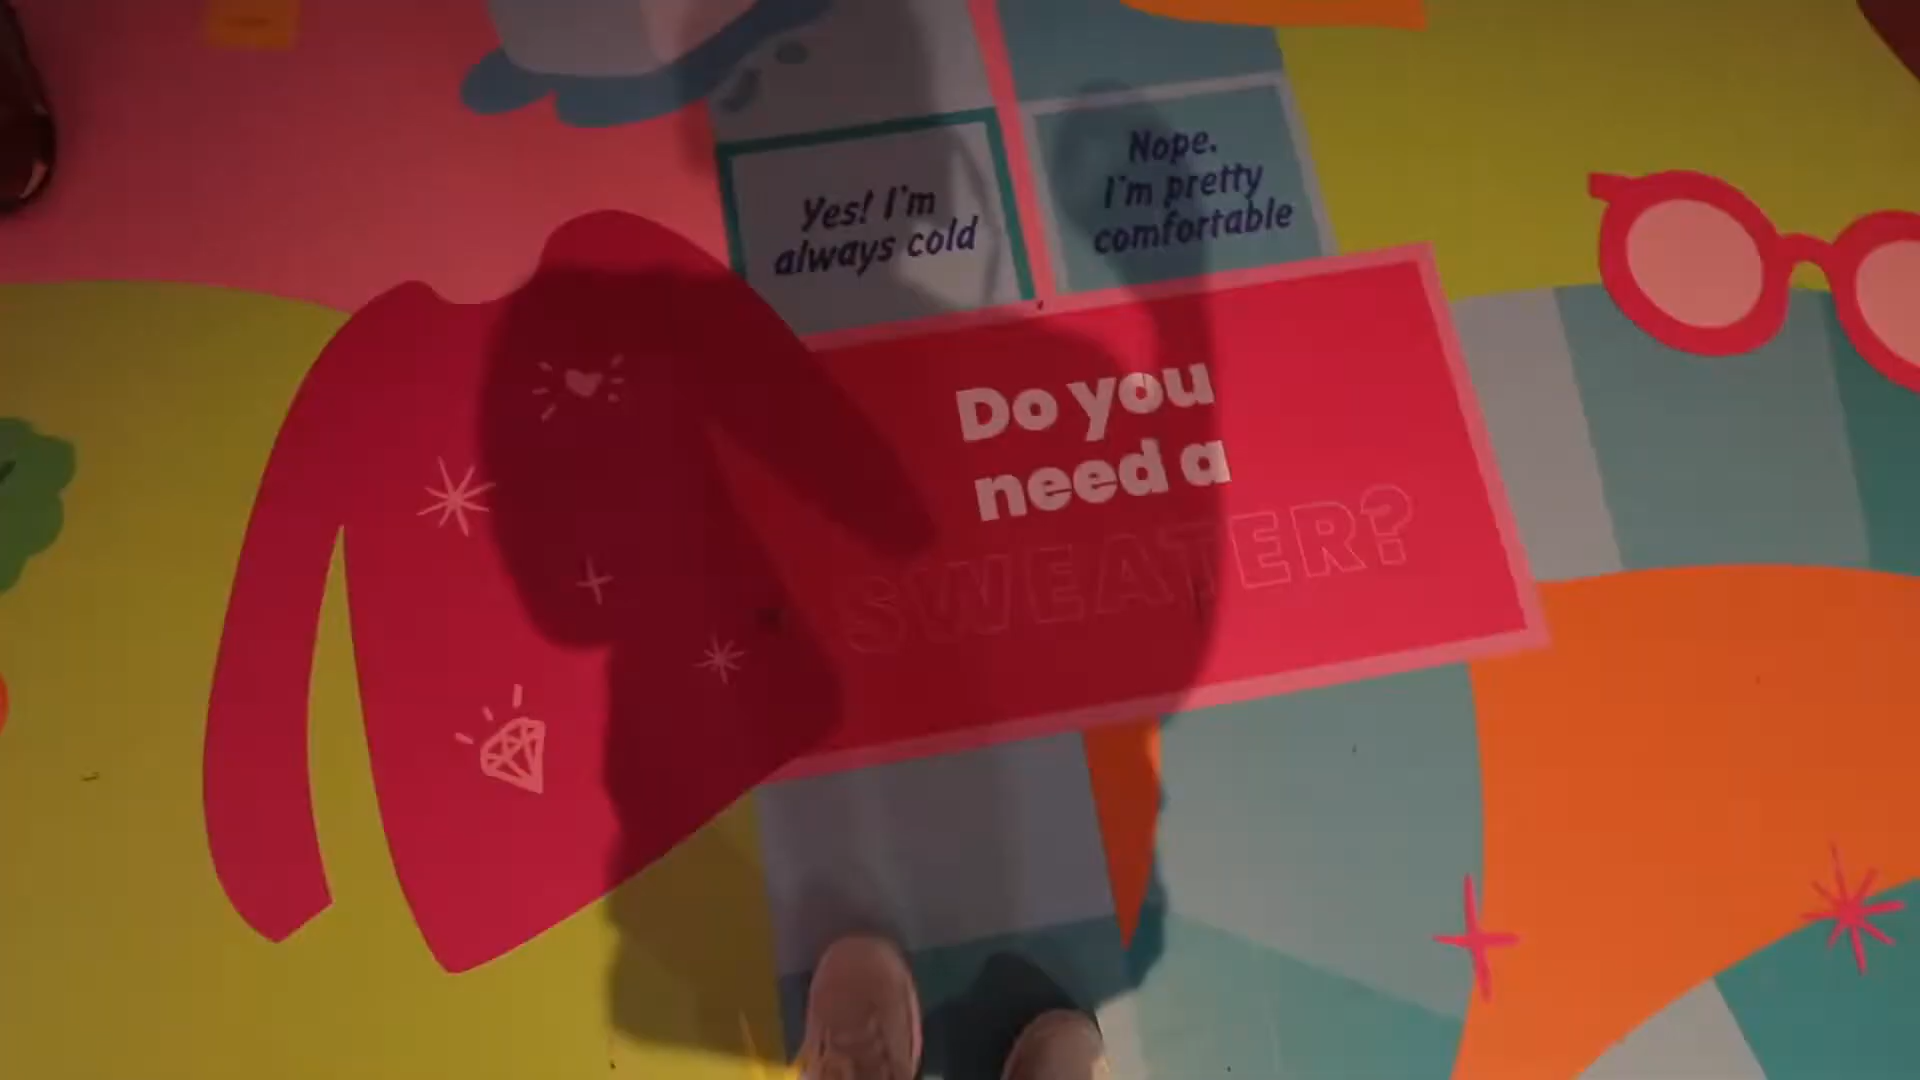 Yes! I'm
always cold
Nope.
I'm pretty
comfortable
Do you
need a
SWEATER?